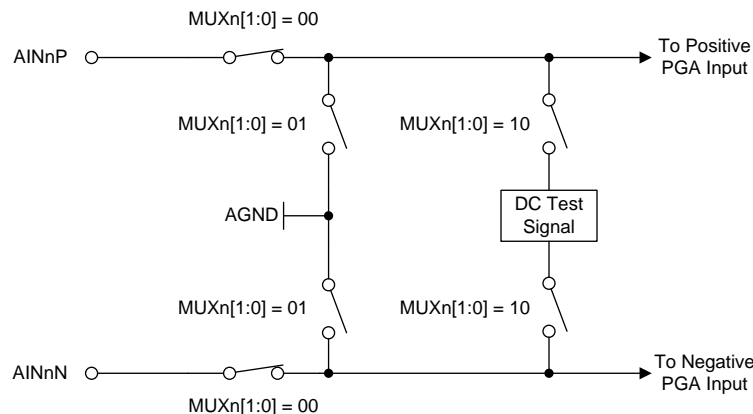 MUXn[1:0] = 00
AINnP
To Positive
PGA Input
MUXn[1:0] = 01
MUXn[1:0] = 10
AGND
DC Test
Signal
MUXn[1:0] = 01
MUXn[1:0] = 10
AINnN
To Negative
PGA Input
MUXn[1:0] = 00